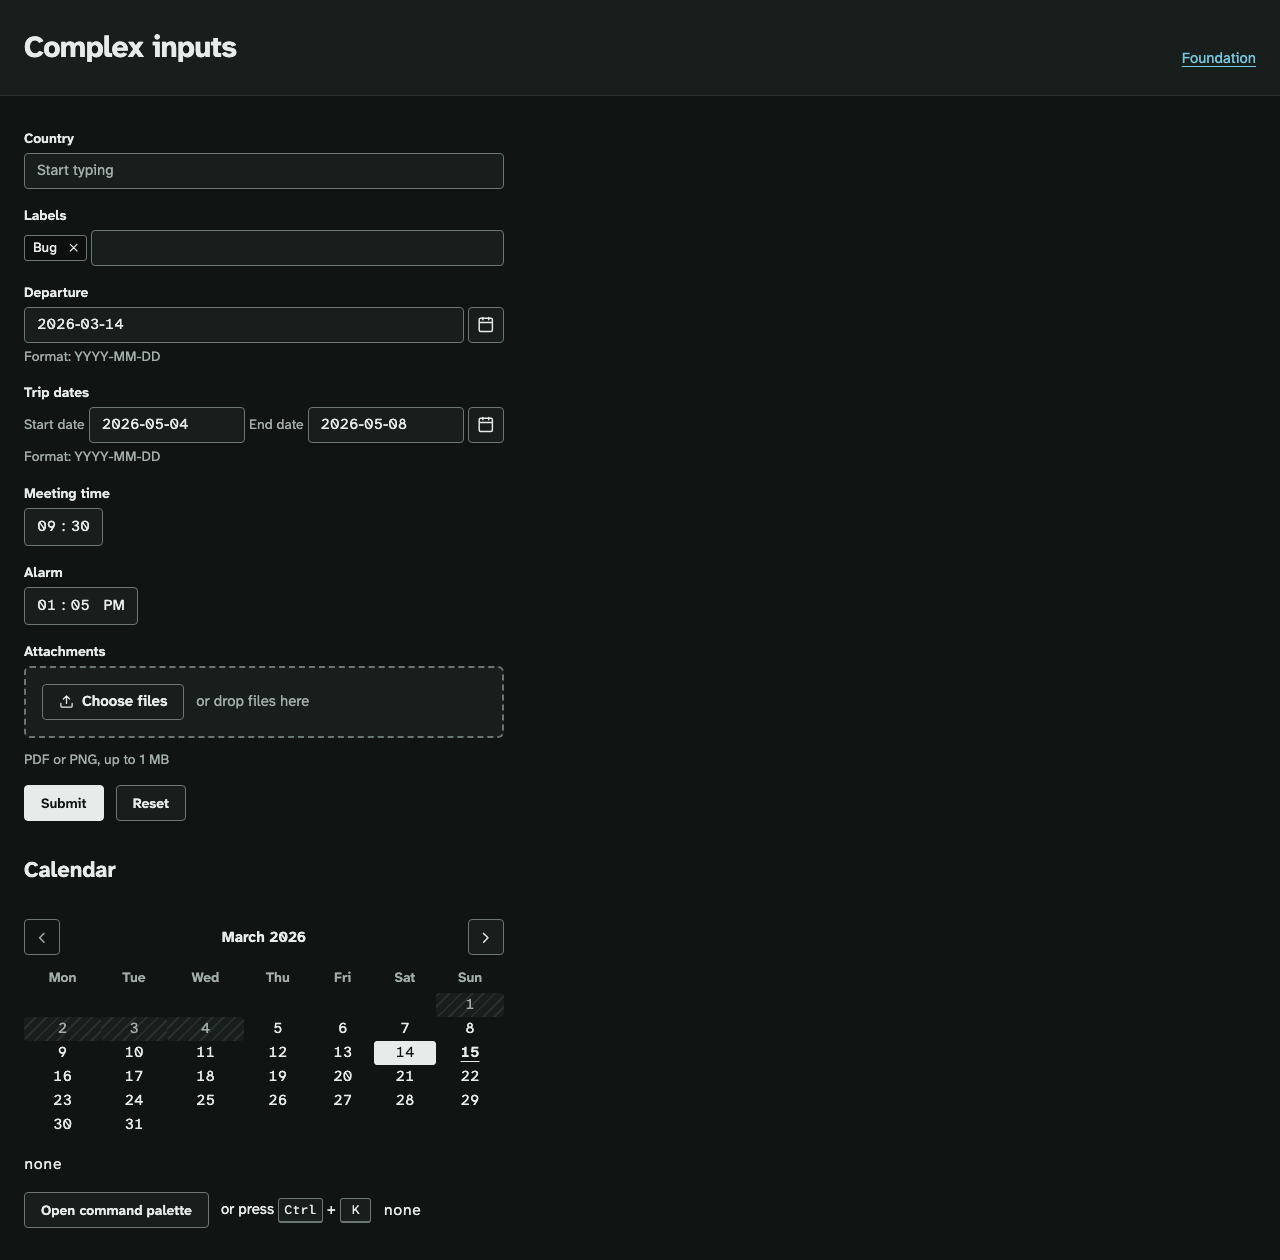 Complex inputs
Foundation
Country
Start typing
Labels
Bug ×
Departure
2026-03-14
Format: YYYY-MM-DD
Trip dates
Start date 2026-05-04 End date 2026-05-08
Format: YYYY-MM-DD
Meeting time
09 : 30
Alarm
01 : 05 PM
Attachments
Choose files or drop files here
PDF or PNG, up to 1 MB
Submit Reset
Calendar
March 2026
Mon Tue Wed Thu Fri Sat Sun
1
2 3 4 5 6 7 8
9 10 11 12 13 14 15
16 17 18 19 20 21 22
23 24 25 26 27 28 29
30 31
none
Open command palette or press Ctrl + K none